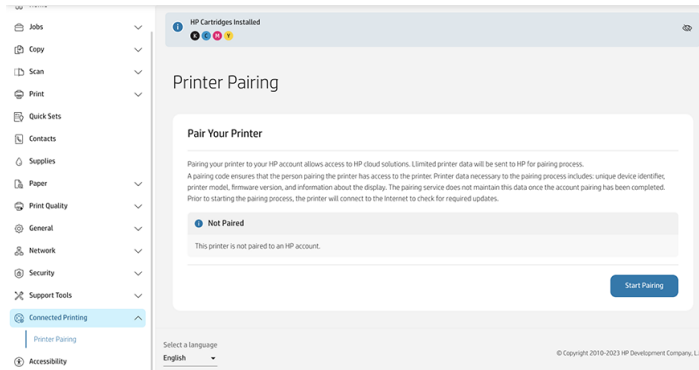 Home
Jobs
Copy
Scan
Print
Quick Sets
Contacts
Supplies
Paper
Print Quality
General
Network
Security
Support Tools
Connected Printing
Printer Pairing
Accessibility
HP Cartridges Installed
K C M Y
Printer Pairing
Pair Your Printer
Pairing your printer to your HP account allows access to HP cloud solutions. Llimited printer data will be sent to HP for pairing process.
A pairing code ensures that the person pairing the printer has access to the printer. Printer data necessary to the pairing process includes: unique device identifier,
printer model, firmware version, and information about the display. The pairing service does not maintain this data once the account pairing has been completed.
Prior to starting the pairing process, the printer will connect to the Internet to check for required updates.
Not Paired
This printer is not paired to an HP account.
Start Pairing
Select a language
English
© Copyright 2010-2023 HP Development Company, L.